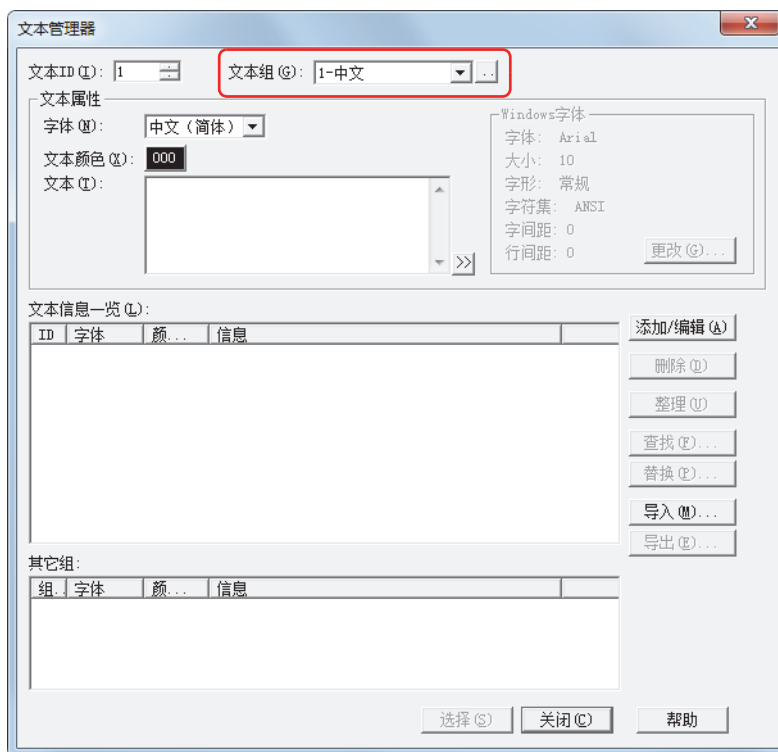 文本管理器
文本ID(I): 1 文本组(G): 1-中文 ..
文本属性
字体(N): 中文(简体)
文本颜色(X): 000
文本(T):
>>
Windows字体
字体: Arial
大小: 10
字形: 常规
字符集: ANSI
字间距: 0
行间距: 0 更改(G)...
文本信息一览(L):
ID 字体 颜... 信息
添加/编辑(A)
删除(D)
整理(U)
查找(F)...
替换(P)...
导入(M)...
导出(E)...
其它组:
组.. 字体 颜... 信息
选择(S) 关闭(C) 帮助